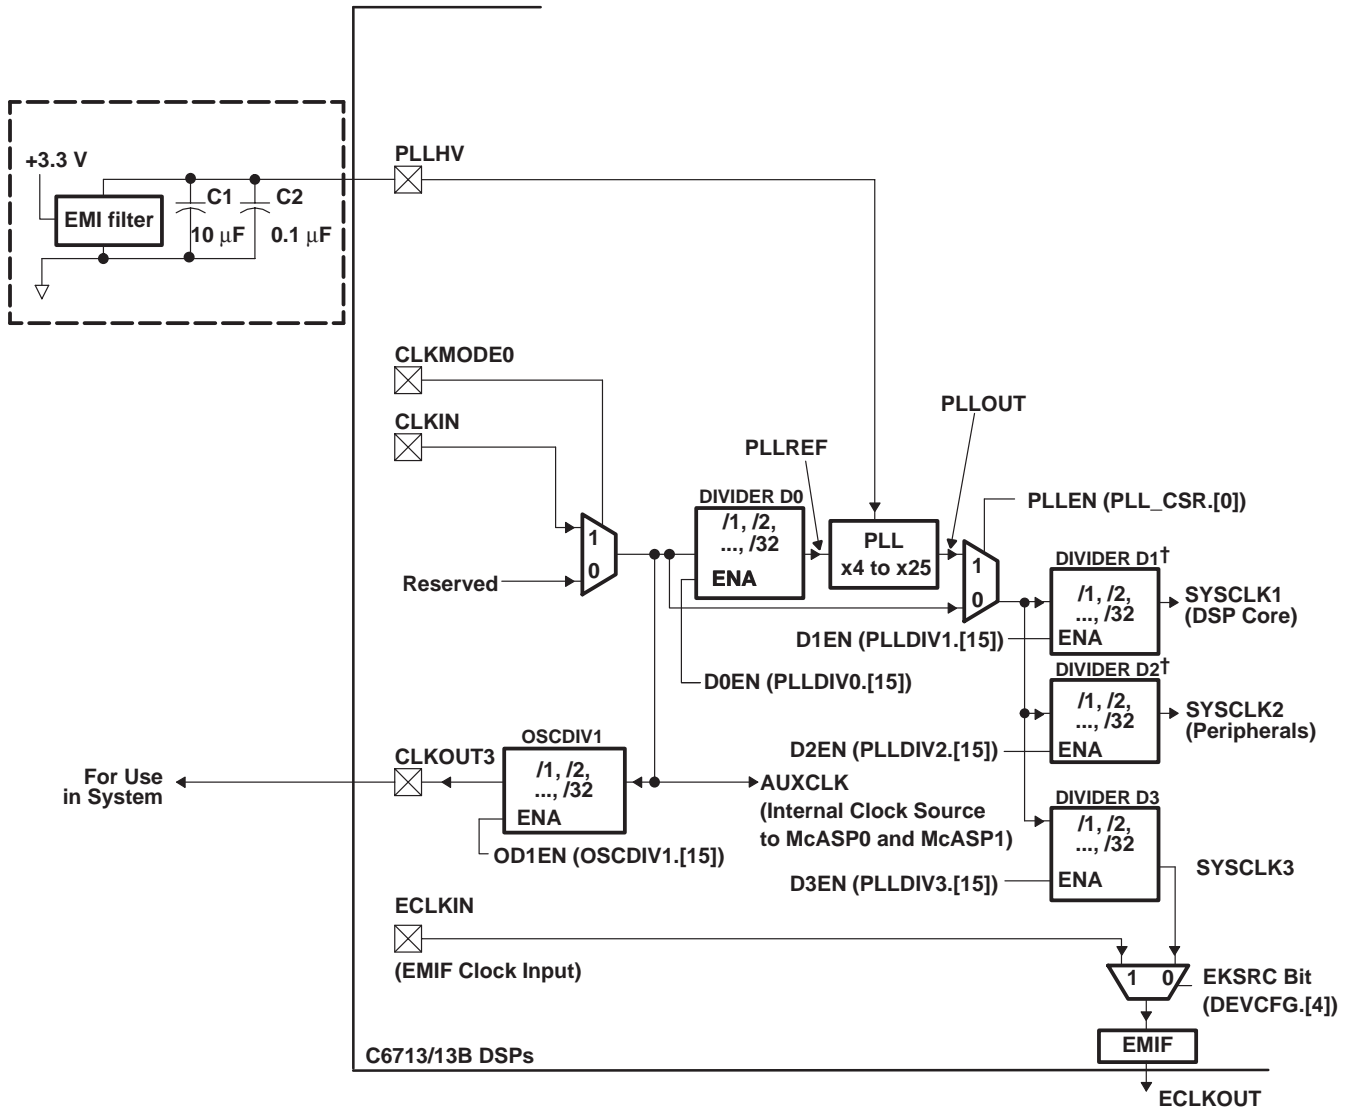 +3.3 V
EMI filter
C1
10 μF
C2
0.1 μF
PLLHV
CLKMODE0
CLKIN
Reserved
1
0
DIVIDER D0
/1, /2,
..., /32
ENA
D0EN (PLLDIV0.[15])
PLLREF
PLL
x4 to x25
PLLOUT
PLLEN (PLL_CSR.[0])
1
0
DIVIDER D1†
/1, /2,
..., /32
ENA
D1EN (PLLDIV1.[15])
SYSCLK1
(DSP Core)
DIVIDER D2†
/1, /2,
..., /32
ENA
D2EN (PLLDIV2.[15])
SYSCLK2
(Peripherals)
DIVIDER D3
/1, /2,
..., /32
ENA
D3EN (PLLDIV3.[15])
SYSCLK3
For Use
in System
CLKOUT3
OSCDIV1
/1, /2,
..., /32
ENA
OD1EN (OSCDIV1.[15])
AUXCLK
(Internal Clock Source
to McASP0 and McASP1)
ECLKIN
(EMIF Clock Input)
1 0
EKSRC Bit
(DEVCFG.[4])
EMIF
C6713/13B DSPs
ECLKOUT